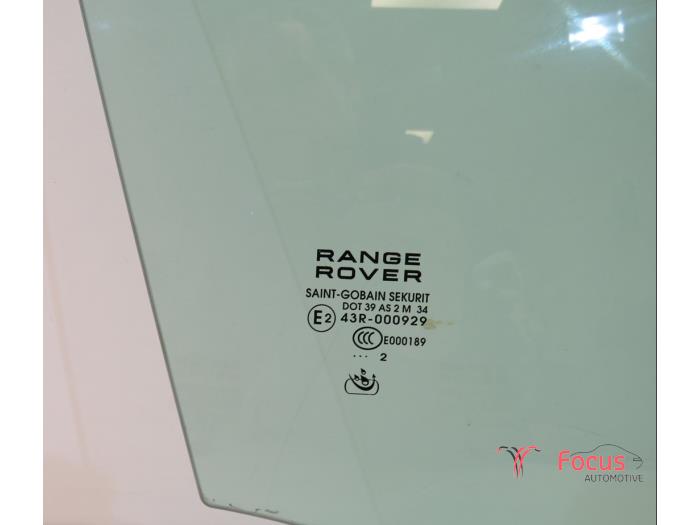 RANGE
ROVER
SAINT-GOBAIN SEKURIT
DOT 39 AS 2 M 34
E2 43R-000929
CCC E000189
... 2
Focus
AUTOMOTIVE